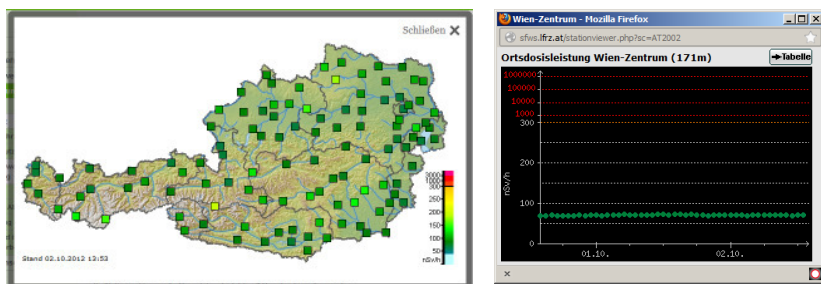 Schließen X
3000
1000
300
250
200
150
100
50
nSv/h
Stand 02.10.2012 13:53
Wien-Zentrum - Mozilla Firefox
sfws.lfrz.at/stationviewer.php?sc=AT2002
Ortsdosisleistung Wien-Zentrum (171m)
Tabelle
1000000
100000
10000
1000
300
200
nSv/h
100
0
01.10.
02.10.